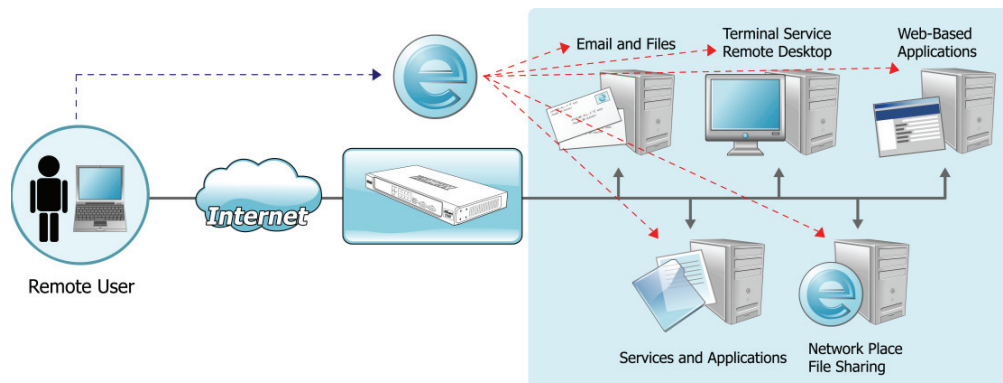 Email and Files
Terminal Service
Remote Desktop
Web-Based
Applications
Internet
Remote User
Services and Applications
Network Place
File Sharing